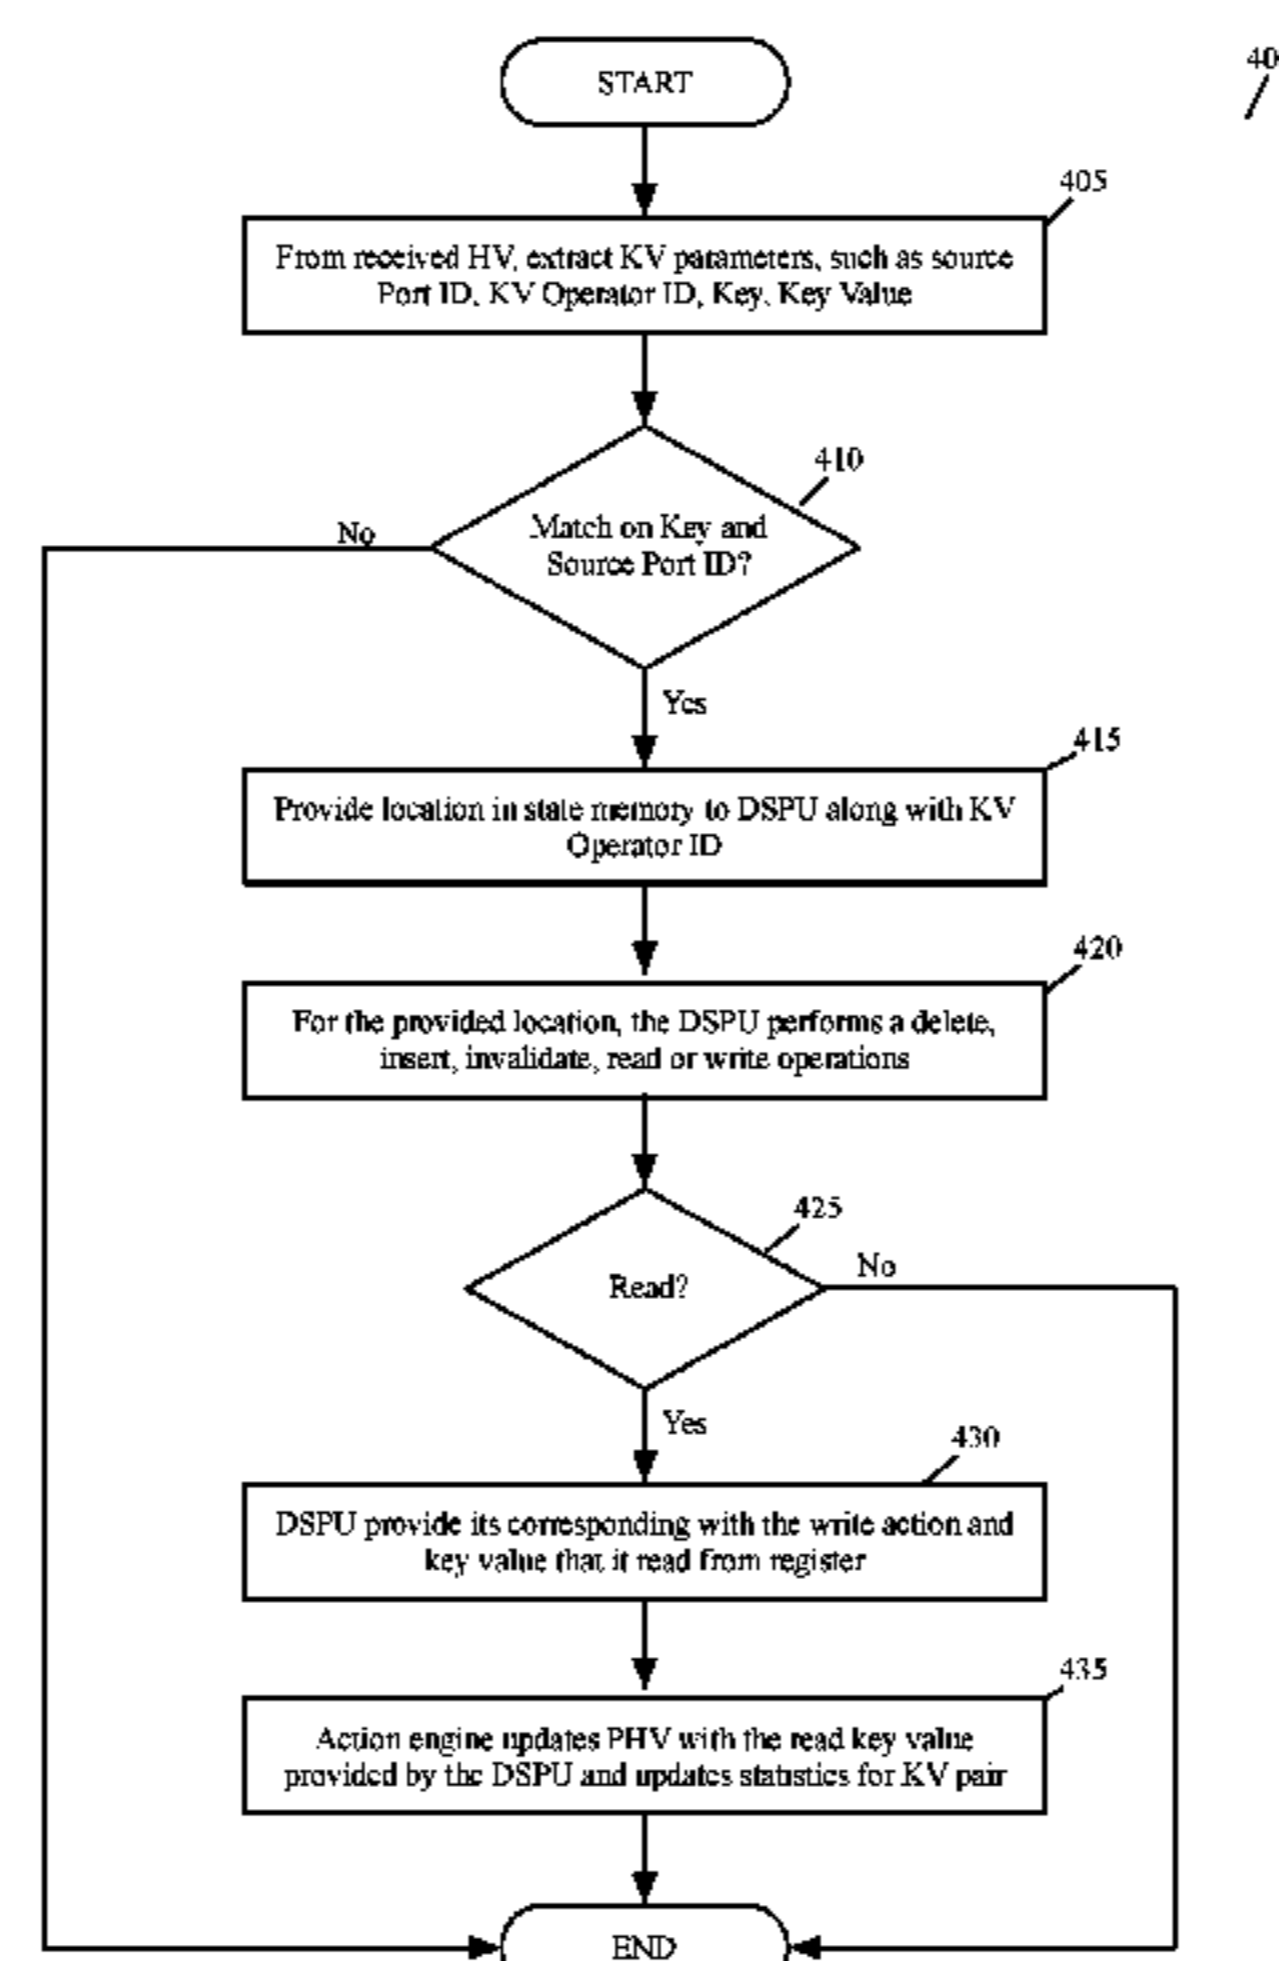 START
40
405
From received HV, extract KV parameters, such as source
Port ID, KV Operator ID, Key, Key Value
410
No
Match on Key and
Source Port ID?
Yes
415
Provide location in state memory to DSPU along with KV
Operator ID
420
For the provided location, the DSPU performs a delete,
insert, invalidate, read or write operations
425
No
Read?
Yes
430
DSPU provide its corresponding with the write action and
key value that it read from register
435
Action engine updates PHV with the read key value
provided by the DSPU and updates statistics for KV pair
END